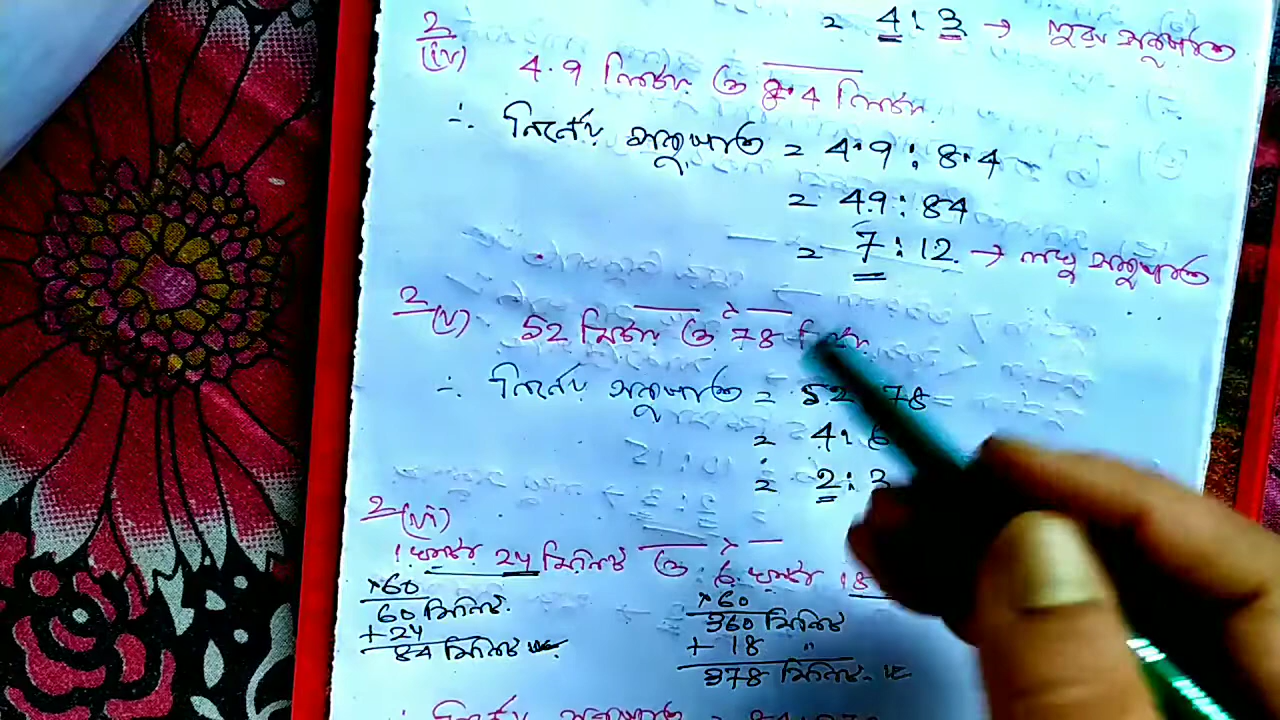 = 4 : 3 → গুরু অনুপাত
2
(iv) 4.9 লিটার ও 8.4 লিটার
∴ নির্ণেয় অনুপাত = 4.9 : 8.4
= 49 : 84
= 7 : 12 → লঘু অনুপাত
2
(v) 52 মিটার ও 78
∴ নির্ণেয় অনুপাত = 52 78
= 4 : 6
= 2 : 3
2
(vi)
1 ঘন্টা 24 মিনিট ও 6 ঘন্টা 18
×60 ×60
60 মিনিট 360 মিনিট
+24 + 18 "
84 মিনিট 378 মিনিট
∴ নির্ণেয় অনুপাত =